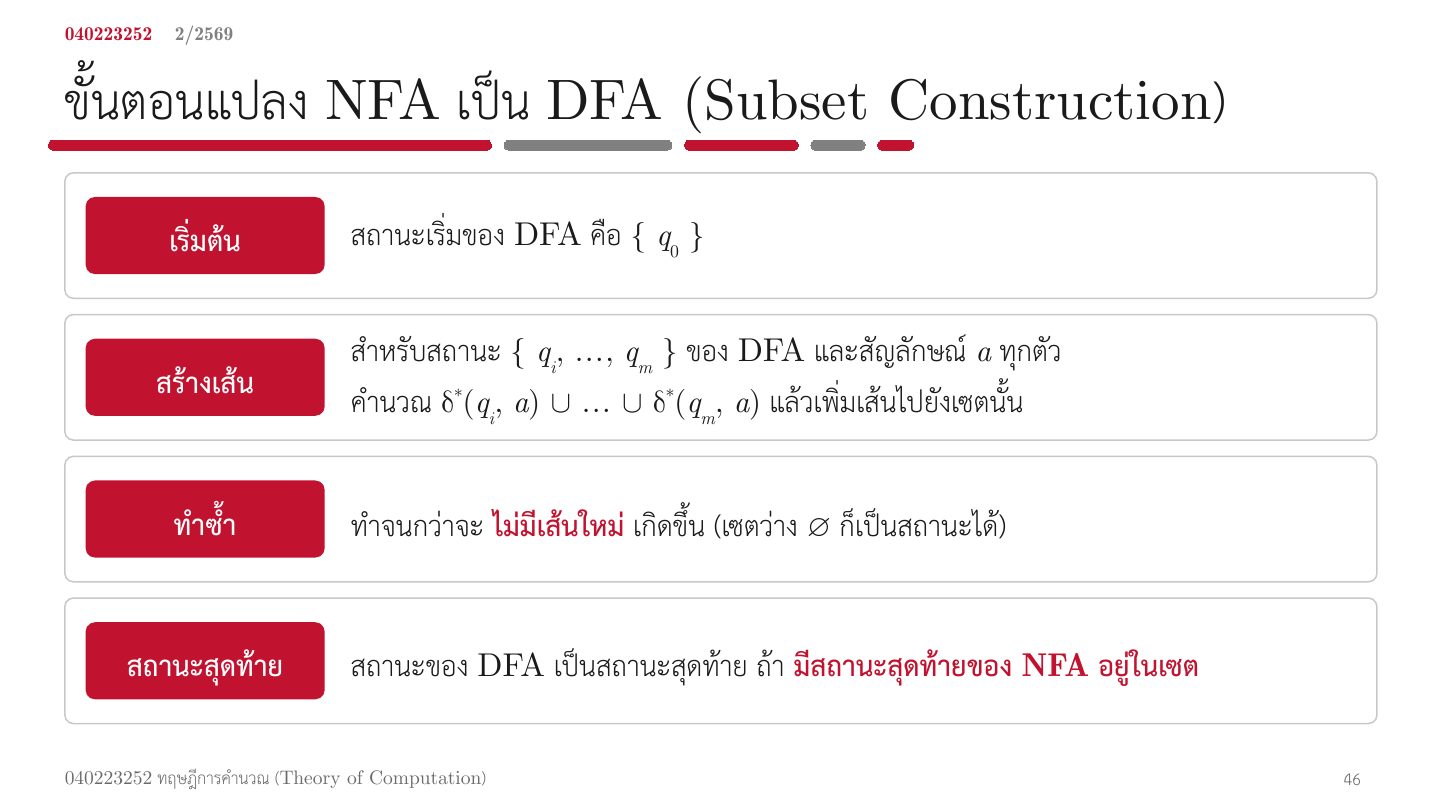 040223252 2/2569
ขั้นตอนแปลง NFA เป็น DFA (Subset Construction)
เริ่มต้น
สถานะเริ่มของ DFA คือ { q₀ }
สร้างเส้น
สำหรับสถานะ { qᵢ, ..., qₘ } ของ DFA และสัญลักษณ์ a ทุกตัว
คำนวณ δ*(qᵢ, a) ∪ ... ∪ δ*(qₘ, a) แล้วเพิ่มเส้นไปยังเซตนั้น
ทำซ้ำ
ทำจนกว่าจะ ไม่มีเส้นใหม่ เกิดขึ้น (เซตว่าง ∅ ก็เป็นสถานะได้)
สถานะสุดท้าย
สถานะของ DFA เป็นสถานะสุดท้าย ถ้า มีสถานะสุดท้ายของ NFA อยู่ในเซต
040223252 ทฤษฎีการคำนวณ (Theory of Computation)
46